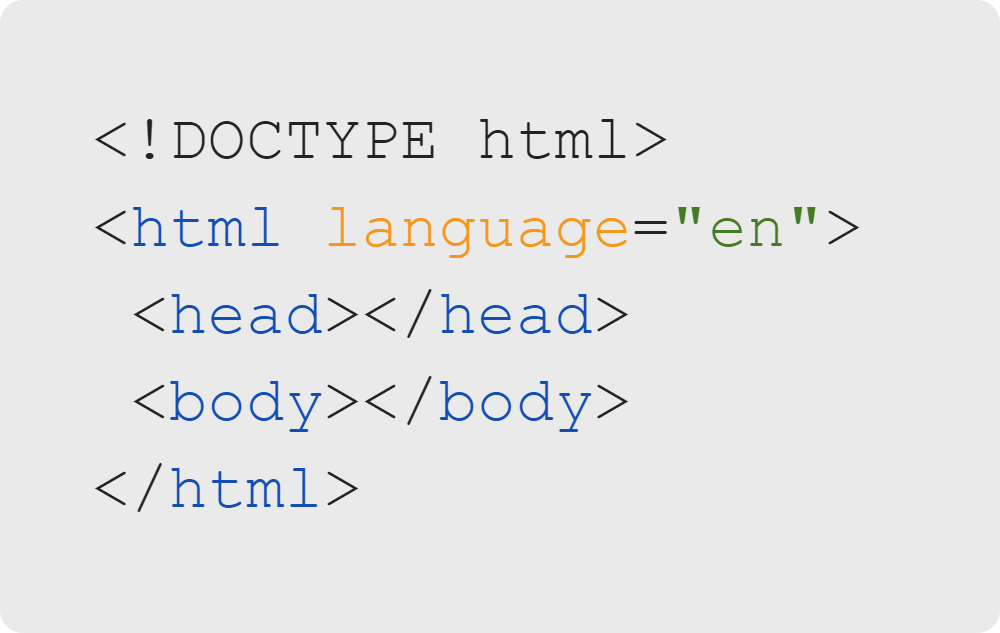 <!DOCTYPE html>
<html language="en">
 <head></head>
 <body></body>
</html>